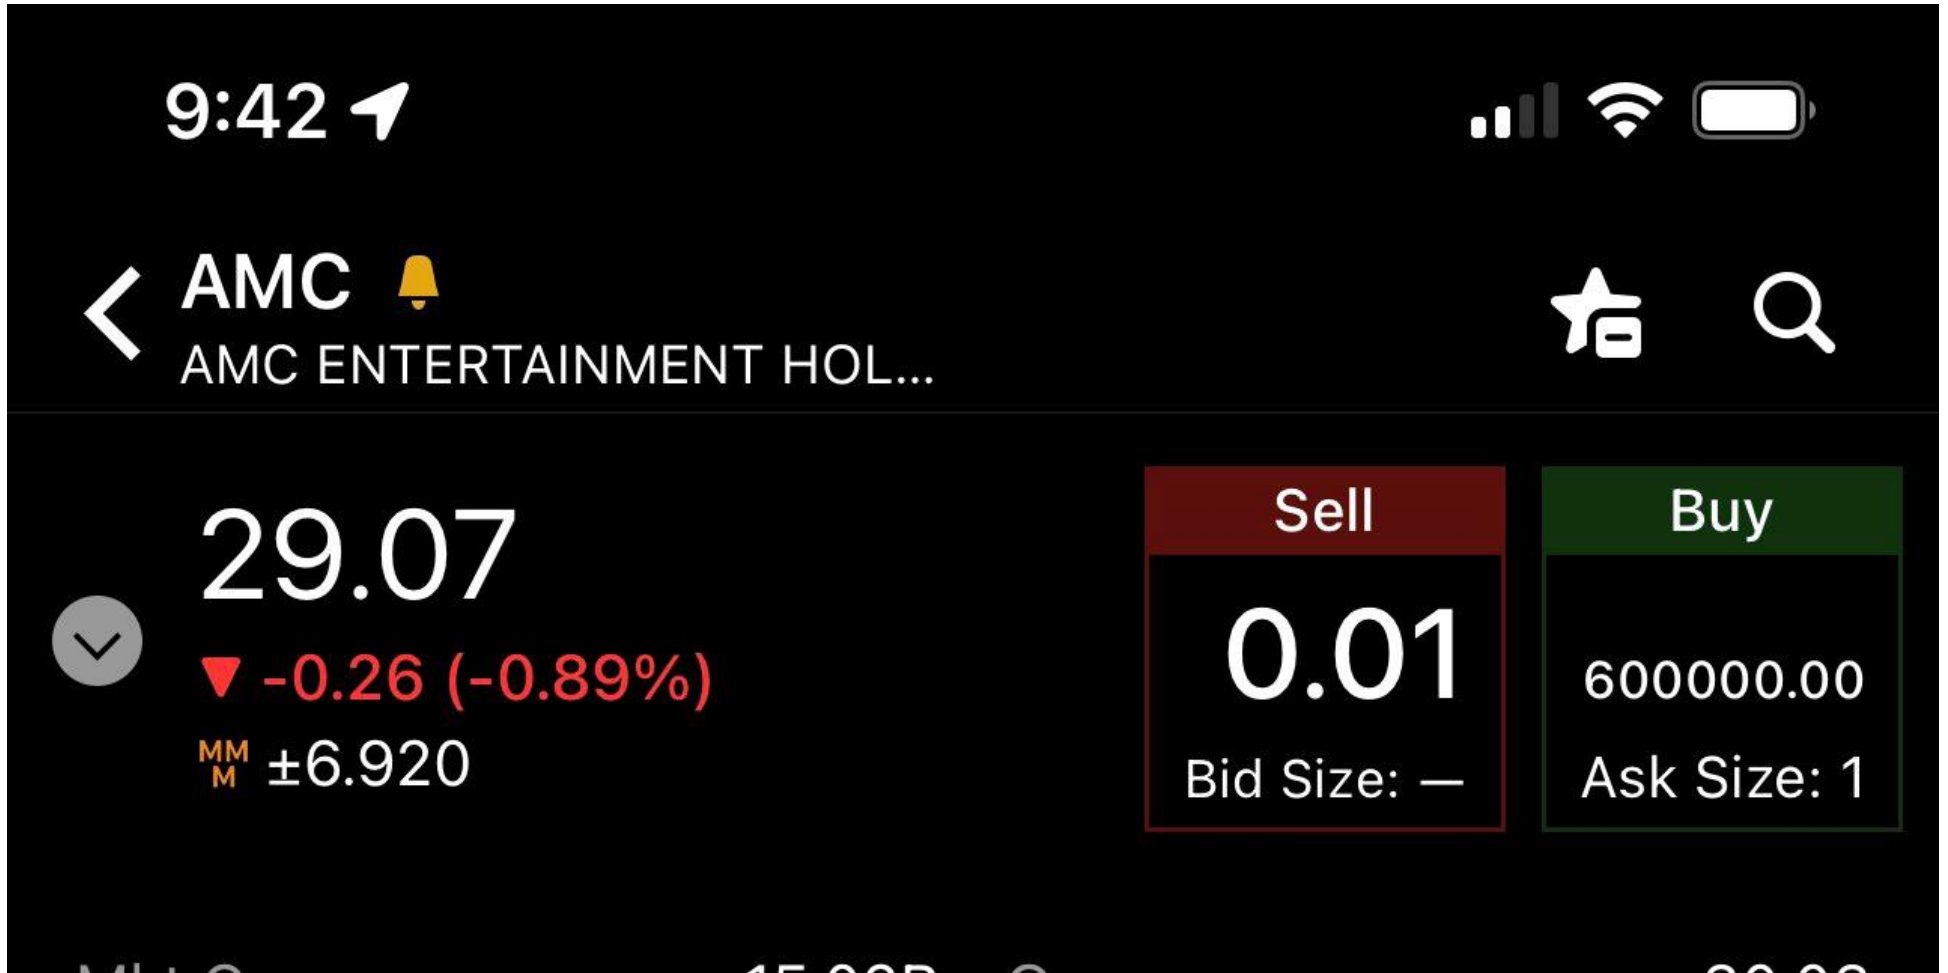 9:42
AMC
AMC ENTERTAINMENT HOL...
29.07
-0.26 (-0.89%)
MM
M
±6.920
Sell
0.01
Bid Size: —
Buy
600000.00
Ask Size: 1